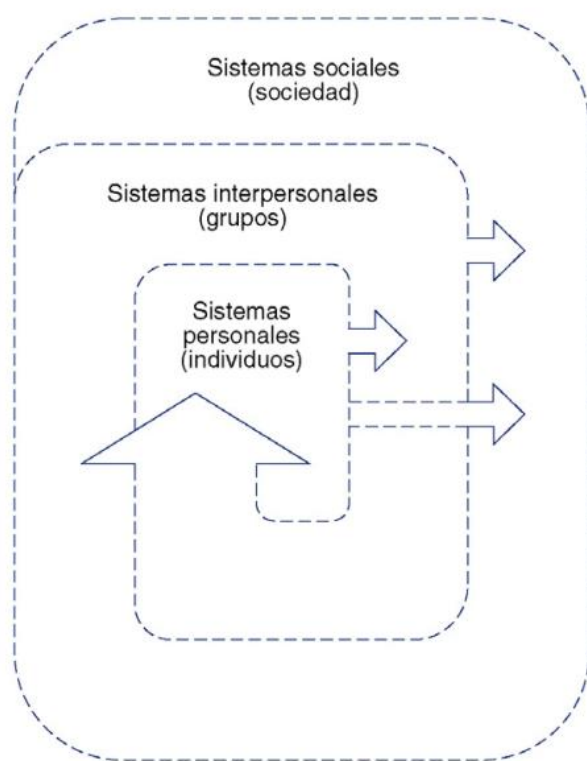 Sistemas sociales
(sociedad)
Sistemas interpersonales
(grupos)
Sistemas
personales
(individuos)